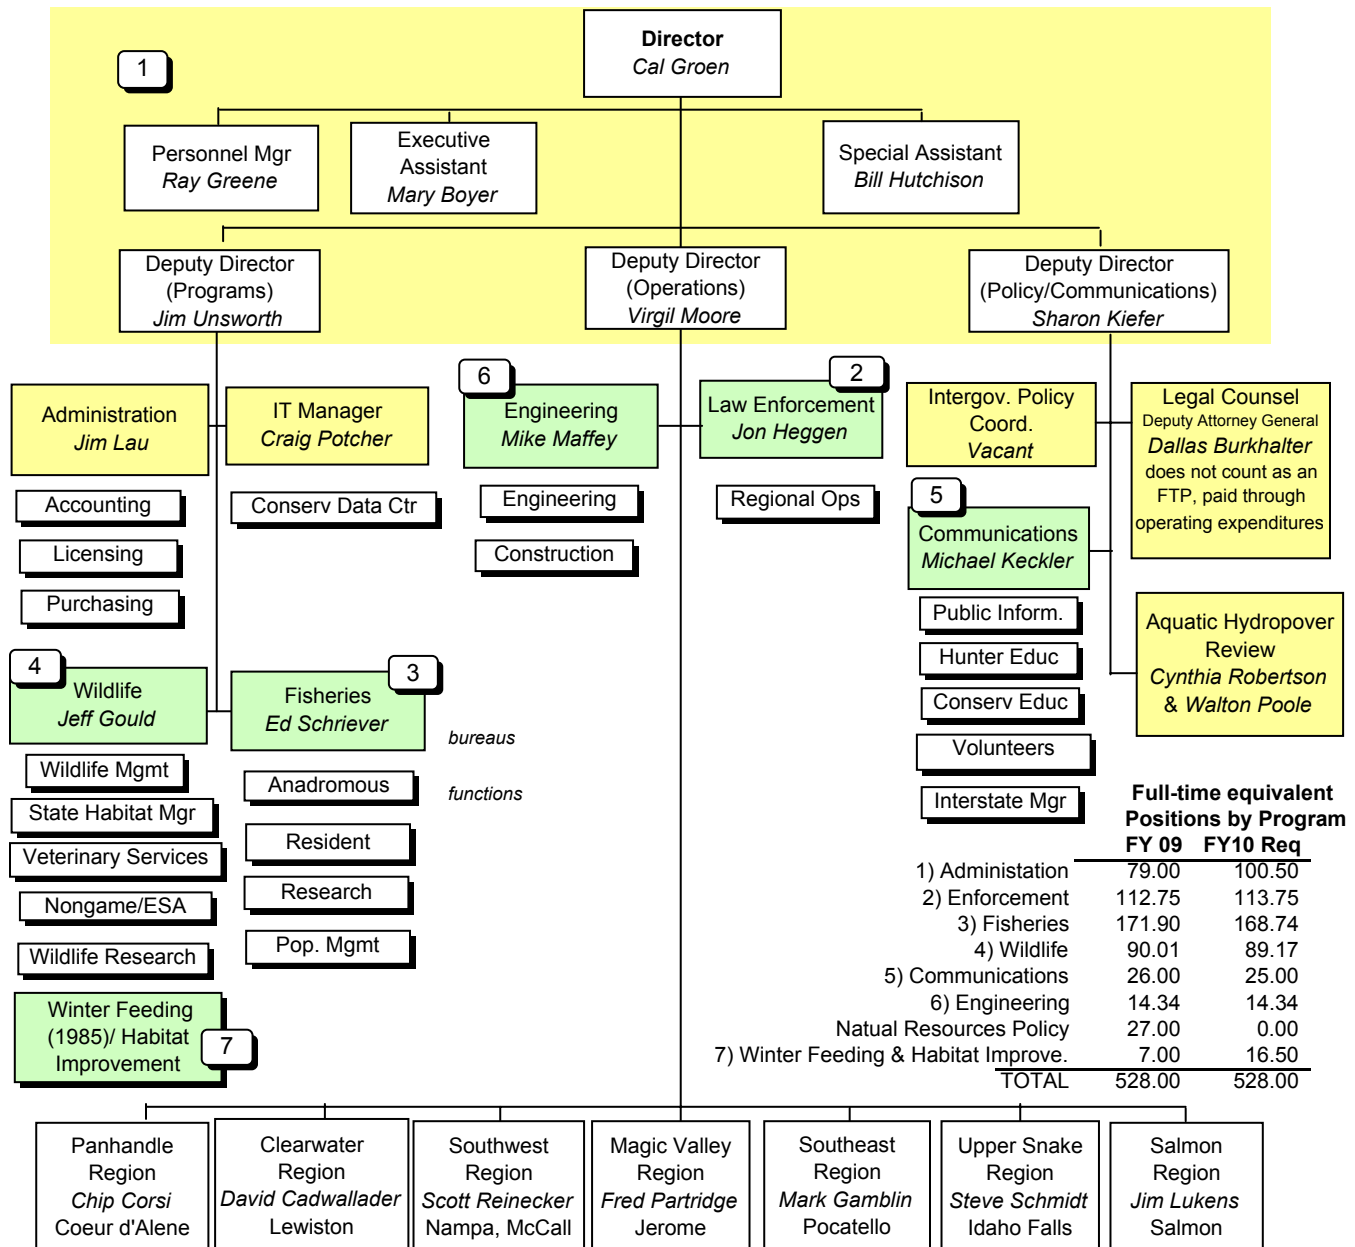 Director
Cal Groen
1
Personnel Mgr
Ray Greene
Executive
Assistant
Mary Boyer
Special Assistant
Bill Hutchison
Deputy Director
(Programs)
Jim Unsworth
Deputy Director
(Operations)
Virgil Moore
Deputy Director
(Policy/Communications)
Sharon Kiefer
Administration
Jim Lau
IT Manager
Craig Potcher
6
Engineering
Mike Maffey
2
Law Enforcement
Jon Heggen
Intergov. Policy
Coord.
Vacant
Legal Counsel
Deputy Attorney General
Dallas Burkhalter
does not count as an
FTP, paid through
operating expenditures
Accounting
Licensing
Purchasing
Conserv Data Ctr
Engineering
Construction
Regional Ops
5
Communications
Michael Keckler
Public Inform.
Hunter Educ
Conserv Educ
Volunteers
Interstate Mgr
Aquatic Hydropover
Review
Cynthia Robertson
& Walton Poole
4
Wildlife
Jeff Gould
3
Fisheries
Ed Schriever
bureaus
functions
Wildlife Mgmt
State Habitat Mgr
Veterinary Services
Nongame/ESA
Wildlife Research
Anadromous
Resident
Research
Pop. Mgmt
Winter Feeding
(1985)/ Habitat
Improvement
7
Full-time equivalent
Positions by Program
FY 09 FY10 Req
1) Administation 79.00 100.50
2) Enforcement 112.75 113.75
3) Fisheries 171.90 168.74
4) Wildlife 90.01 89.17
5) Communications 26.00 25.00
6) Engineering 14.34 14.34
Natual Resources Policy 27.00 0.00
7) Winter Feeding & Habitat Improve. 7.00 16.50
TOTAL 528.00 528.00
Panhandle
Region
Chip Corsi
Coeur d'Alene
Clearwater
Region
David Cadwallader
Lewiston
Southwest
Region
Scott Reinecker
Nampa, McCall
Magic Valley
Region
Fred Partridge
Jerome
Southeast
Region
Mark Gamblin
Pocatello
Upper Snake
Region
Steve Schmidt
Idaho Falls
Salmon
Region
Jim Lukens
Salmon